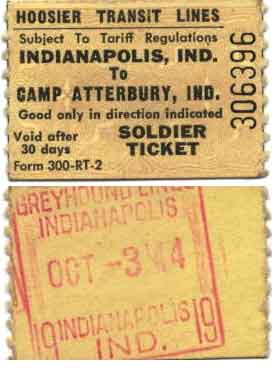 HOOSIER TRANSIT LINES
Subject To Tariff Regulations
INDIANAPOLIS, IND.
To
CAMP ATTERBURY, IND.
Good only in direction indicated
Void after
30 days
SOLDIER
TICKET
Form 300-RT-2
306396
GREYHOUND LINES
INDIANAPOLIS
OCT -3 4
19 INDIANAPOLIS 19
IND.